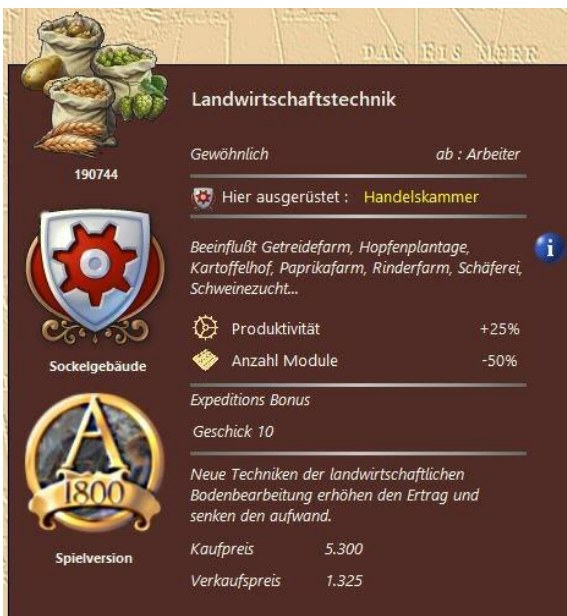 DAS EIS MEER
Landwirtschaftstechnik
Gewöhnlich ab : Arbeiter
190744
Hier ausgerüstet : Handelskammer
Beeinflußt Getreidefarm, Hopfenplantage,
Kartoffelhof, Paprikafarm, Rinderfarm, Schäferei,
Schweinezucht...
i
Produktivität +25%
Anzahl Module -50%
Sockelgebäude
Expeditions Bonus
Geschick 10
A
1800
Neue Techniken der landwirtschaftlichen
Bodenbearbeitung erhöhen den Ertrag und
senken den aufwand.
Spielversion
Kaufpreis 5.300
Verkaufspreis 1.325